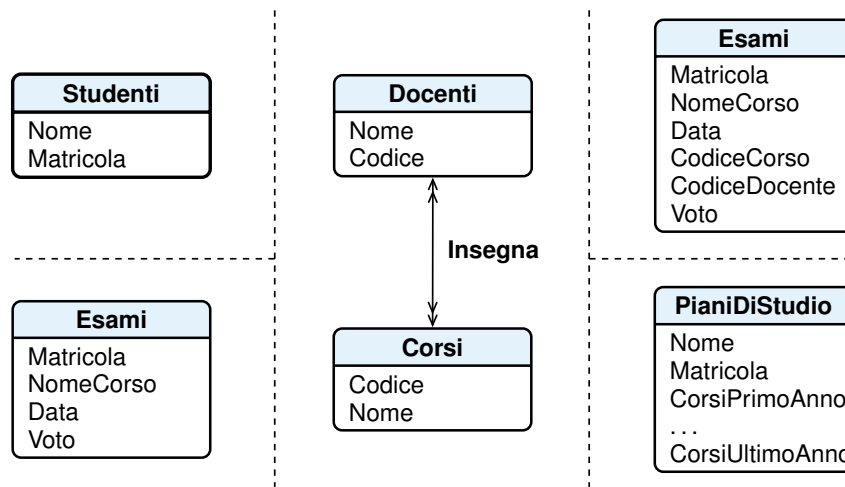 Studenti
Nome
Matricola
Esami
Matricola
NomeCorso
Data
Voto
Docenti
Nome
Codice
Insegna
Corsi
Codice
Nome
Esami
Matricola
NomeCorso
Data
CodiceCorso
CodiceDocente
Voto
PianiDiStudio
Nome
Matricola
CorsiPrimoAnno
. . .
CorsiUltimoAnno